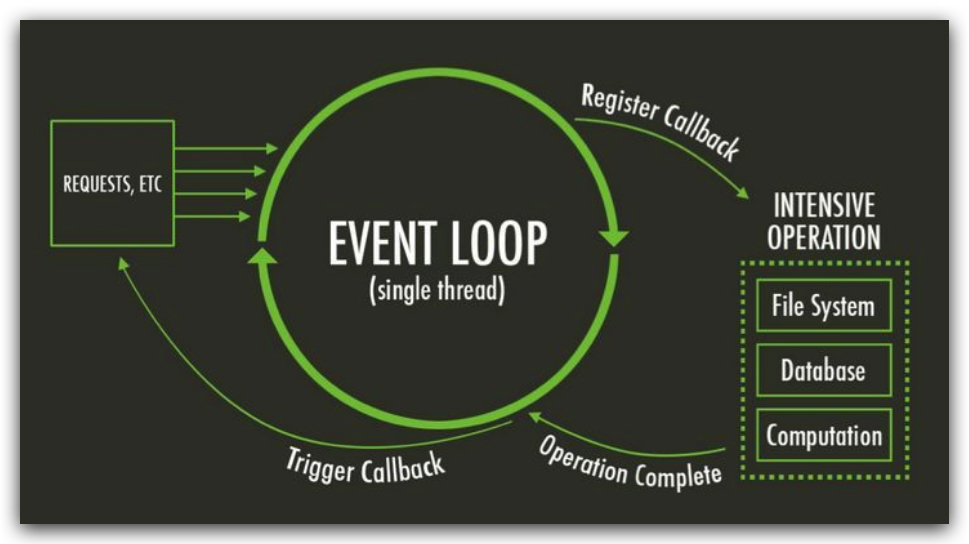 Register Callback
REQUESTS, ETC
EVENT LOOP
(single thread)
INTENSIVE
OPERATION
File System
Database
Computation
Operation Complete
Trigger Callback